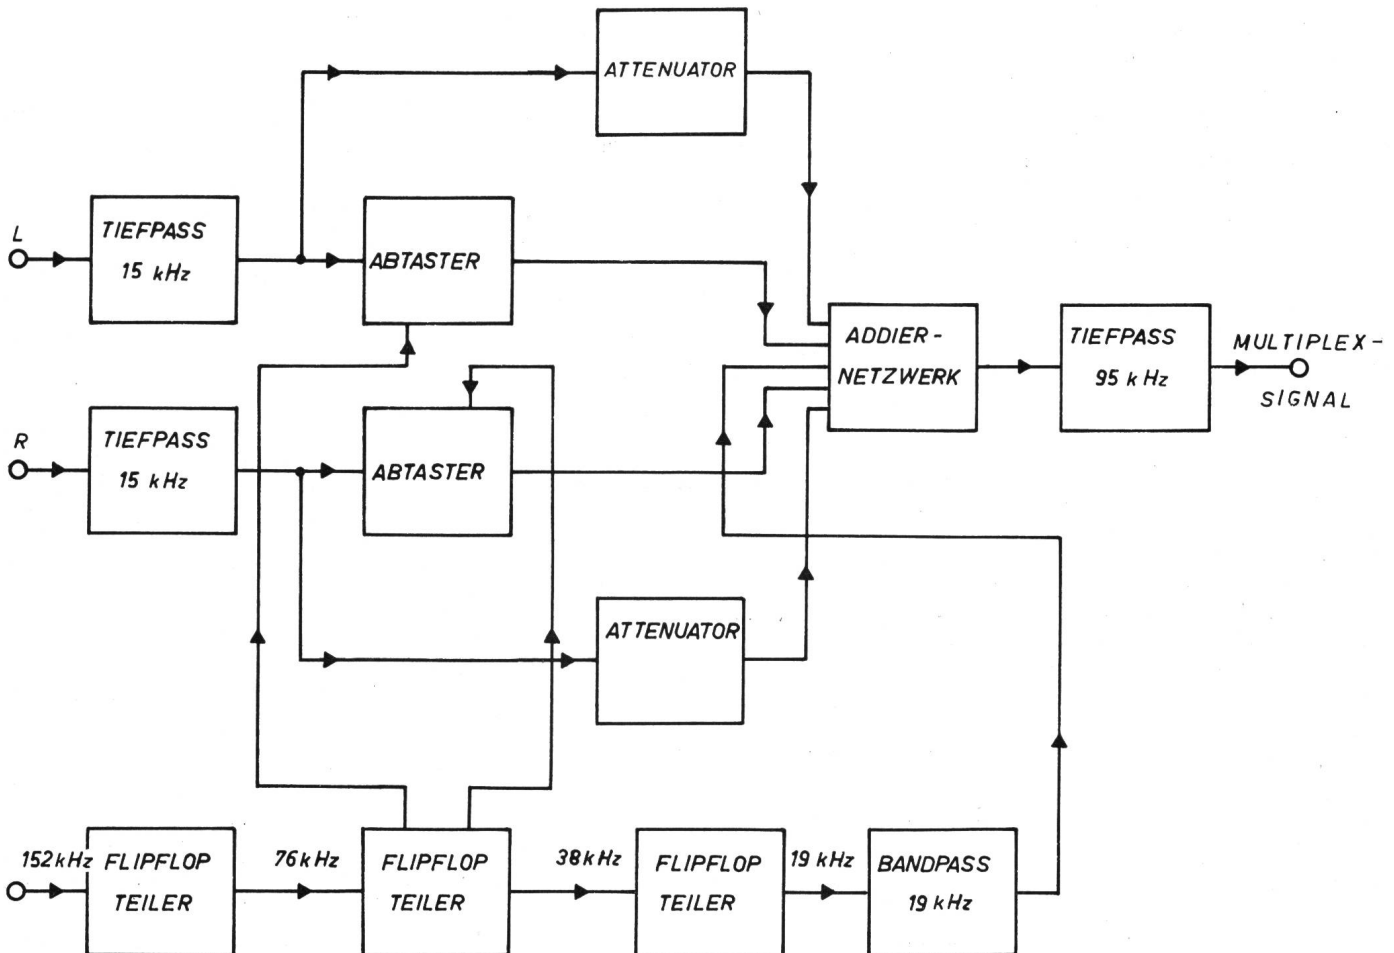 ATTENUATOR
L
TIEFPASS
15 kHz
ABTASTER
ADDIER-
NETZWERK
TIEFPASS
95 kHz
MULTIPLEX-
SIGNAL
R
TIEFPASS
15 kHz
ABTASTER
ATTENUATOR
152 kHz
FLIPFLOP
TEILER
76 kHz
FLIPFLOP
TEILER
38 kHz
FLIPFLOP
TEILER
19 kHz
BANDPASS
19 kHz